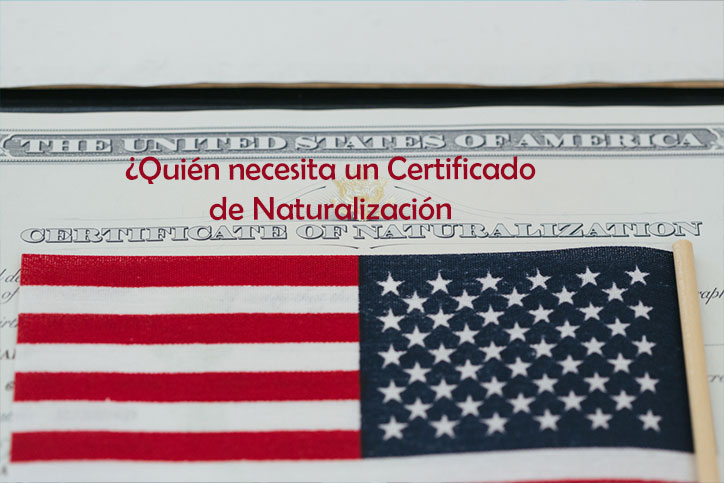 THE UNITED STATES OF AMERICA
¿Quién necesita un Certificado
de Naturalización
CERTIFICATE OF NATURALIZATION